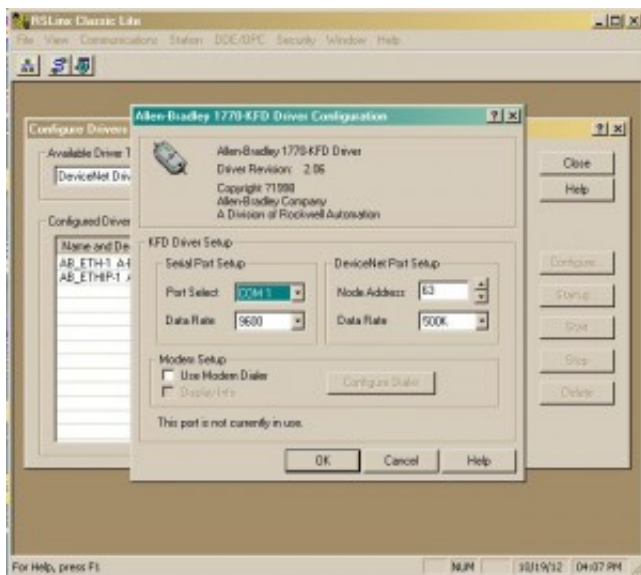 RSLinx Classic Lite
File View Communications Station DDE/OPC Security Window Help
Configure Drivers
Available Driver T
DeviceNet Driv
Configured Driver
Name and De
AB_ETH-1 A-B
AB_ETHIP-1 A
Close
Help
Configure...
Startup...
Start
Stop
Delete
Allen-Bradley 1770-KFD Driver Configuration
Allen-Bradley 1770-KFD Driver
Driver Revision: 2.06
Copyright ?1998
Allen-Bradley Company
A Division of Rockwell Automation
KFD Driver Setup
Serial Port Setup
Port Select COM 1
Data Rate 9600
DeviceNet Port Setup
Node Address 63
Data Rate 500K
Modem Setup
Use Modem Dialer
Display Info
Configure Dialer
This port is not currently in use.
OK Cancel Help
For Help, press F1
NUM 10/19/12 04:07 PM